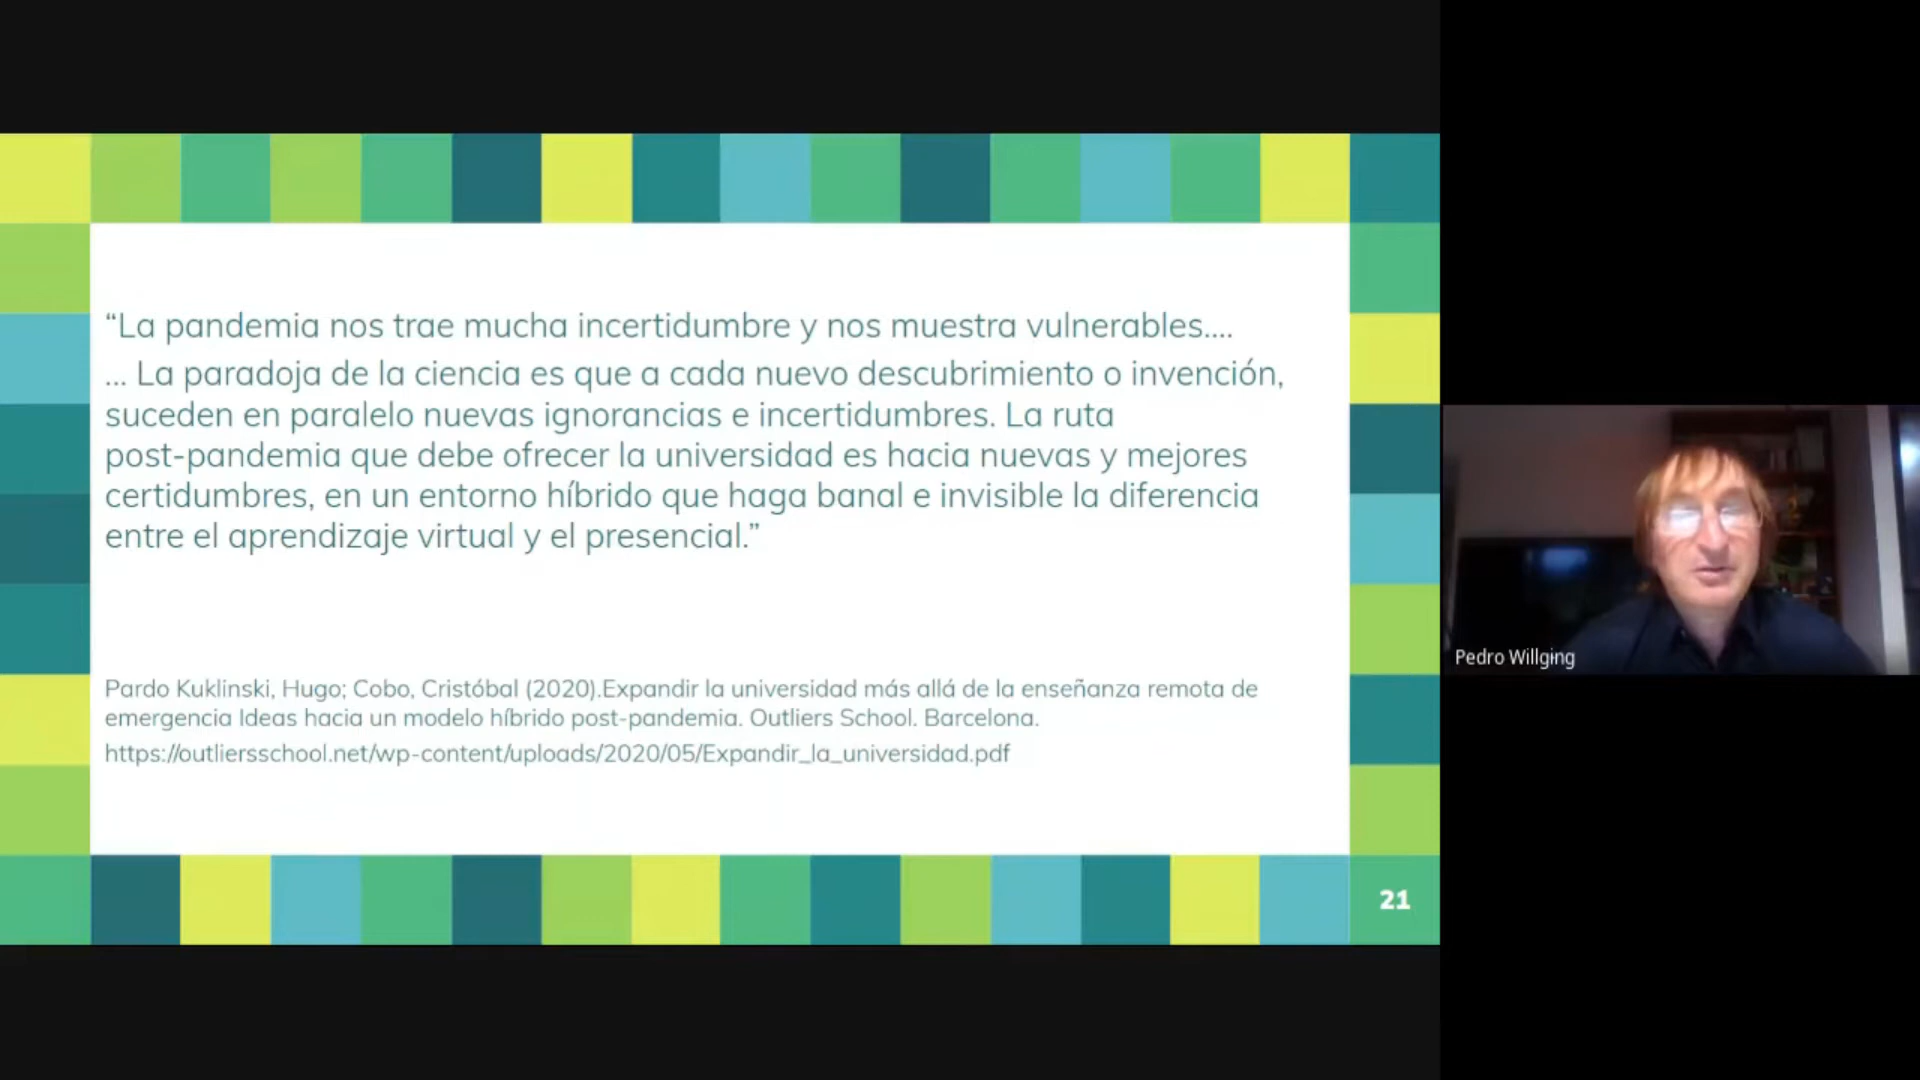 “La pandemia nos trae mucha incertidumbre y nos muestra vulnerables....
... La paradoja de la ciencia es que a cada nuevo descubrimiento o invención,
suceden en paralelo nuevas ignorancias e incertidumbres. La ruta
post-pandemia que debe ofrecer la universidad es hacia nuevas y mejores
certidumbres, en un entorno híbrido que haga banal e invisible la diferencia
entre el aprendizaje virtual y el presencial.”
Pardo Kuklinski, Hugo; Cobo, Cristóbal (2020).Expandir la universidad más allá de la enseñanza remota de
emergencia Ideas hacia un modelo híbrido post-pandemia. Outliers School. Barcelona.
https://outliersschool.net/wp-content/uploads/2020/05/Expandir_la_universidad.pdf
21
Pedro Willging